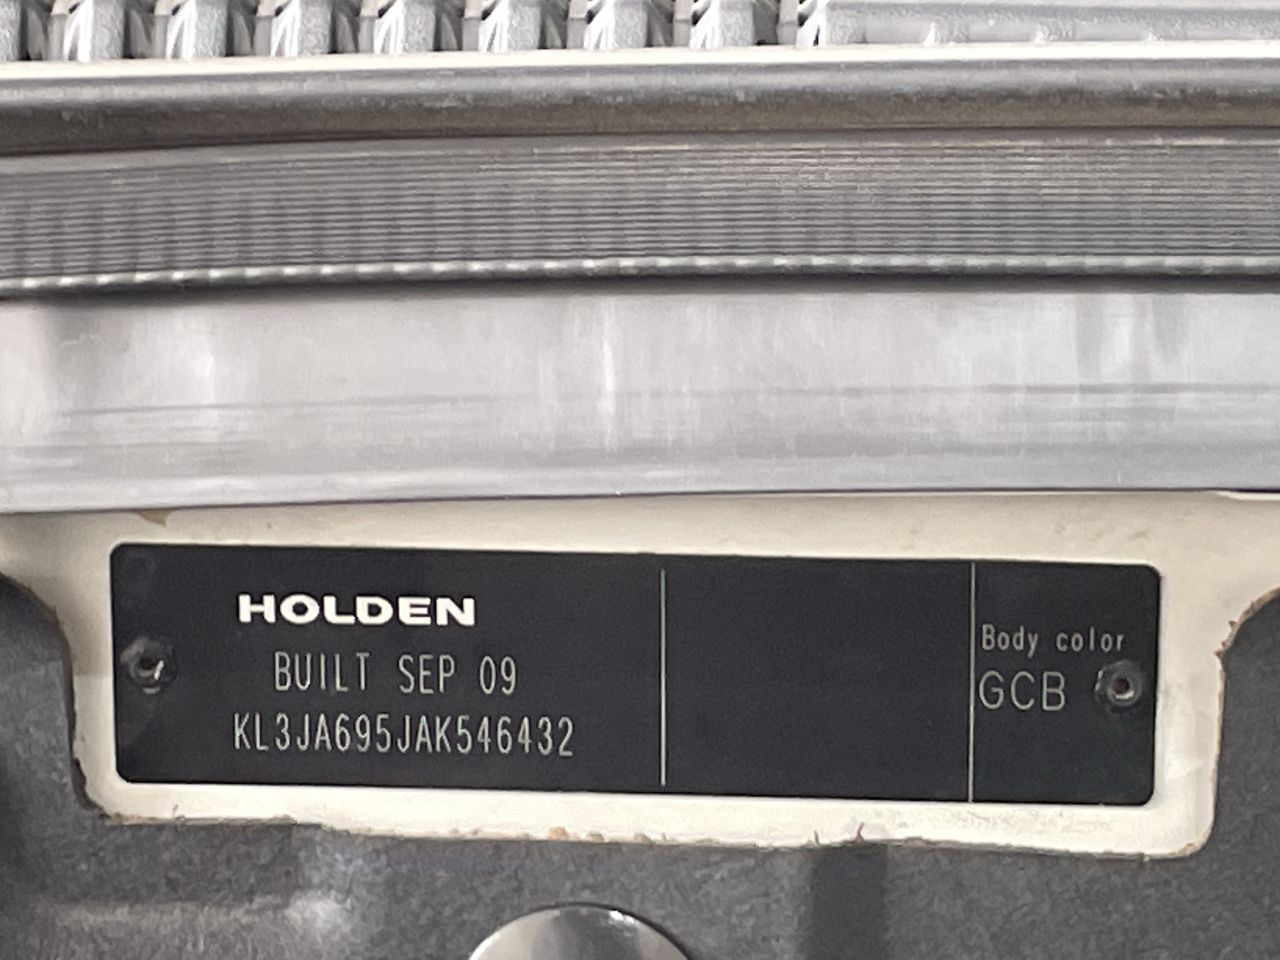 HOLDEN
BUILT SEP 09
KL3JA695JAK546432
Body color
GCB